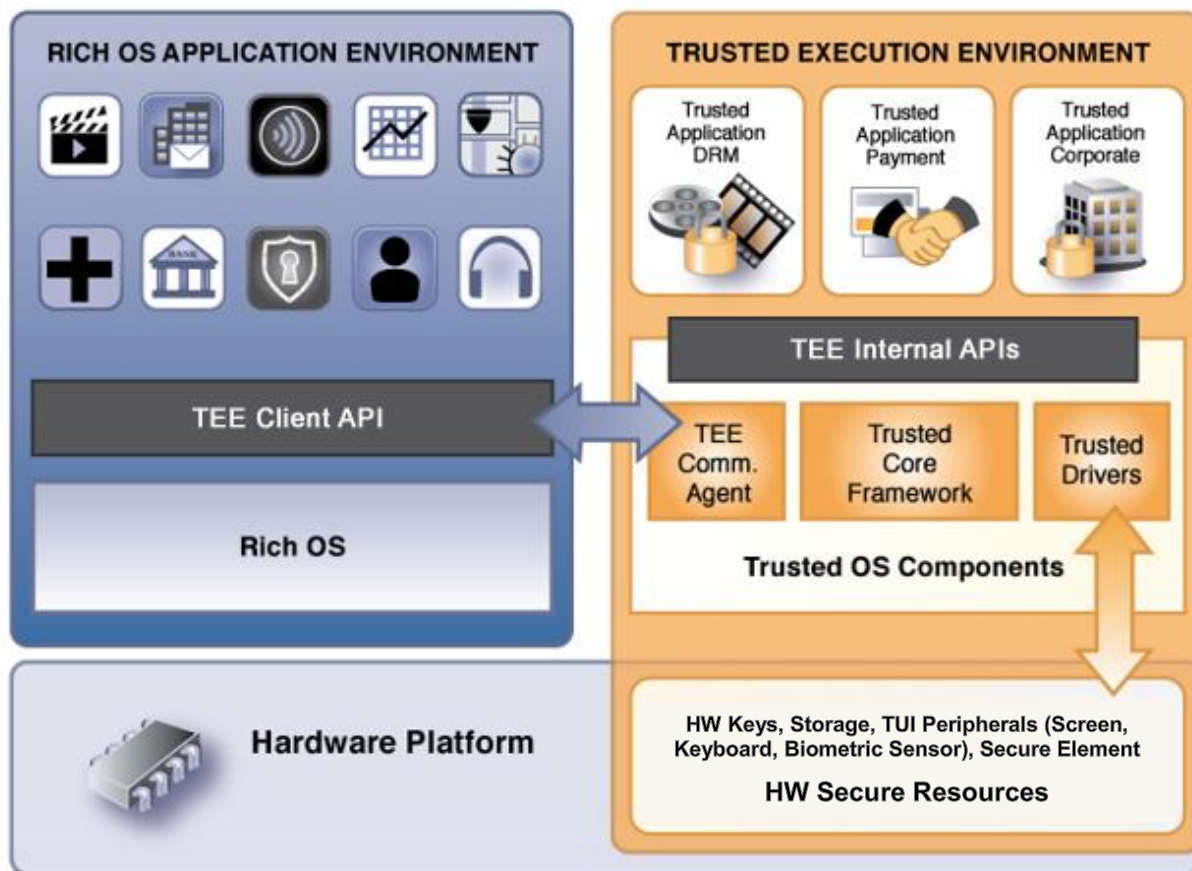 RICH OS APPLICATION ENVIRONMENT
BANK
TEE Client API
Rich OS
TRUSTED EXECUTION ENVIRONMENT
Trusted
Application
DRM
Trusted
Application
Payment
Trusted
Application
Corporate
TEE Internal APIs
TEE
Comm.
Agent
Trusted
Core
Framework
Trusted
Drivers
Trusted OS Components
Hardware Platform
HW Keys, Storage, TUI Peripherals (Screen,
Keyboard, Biometric Sensor), Secure Element
HW Secure Resources